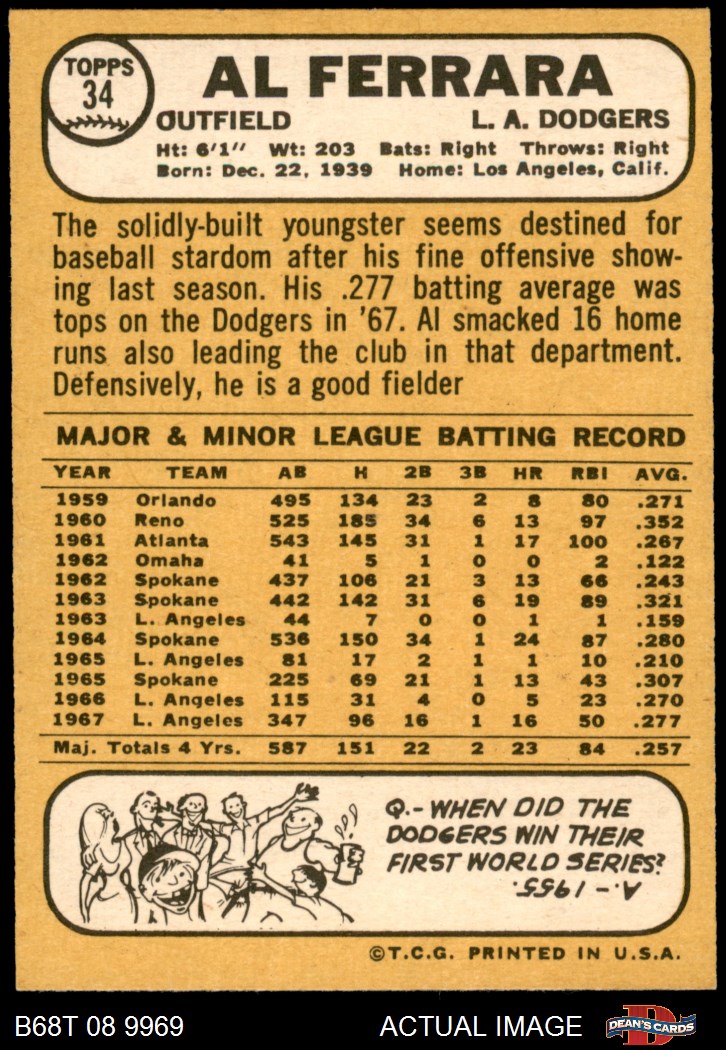 TOPPS
34
AL FERRARA
OUTFIELD L. A. DODGERS
Ht: 6'1" Wt: 203 Bats: Right Throws: Right
Born: Dec. 22, 1939 Home: Los Angeles, Calif.
The solidly-built youngster seems destined for
baseball stardom after his fine offensive show-
ing last season. His .277 batting average was
tops on the Dodgers in '67. Al smacked 16 home
runs also leading the club in that department.
Defensively, he is a good fielder
MAJOR & MINOR LEAGUE BATTING RECORD
YEAR TEAM AB H 2B 3B HR RBI AVG.
1959 Orlando 495 134 23 2 8 80 .271
1960 Reno 525 185 34 6 13 97 .352
1961 Atlanta 543 145 31 1 17 100 .267
1962 Omaha 41 5 1 0 0 2 .122
1962 Spokane 437 106 21 3 13 66 .243
1963 Spokane 442 142 31 6 19 89 .321
1963 L. Angeles 44 7 0 0 1 1 .159
1964 Spokane 536 150 34 1 24 87 .280
1965 L. Angeles 81 17 2 1 1 10 .210
1965 Spokane 225 69 21 1 13 43 .307
1966 L. Angeles 115 31 4 0 5 23 .270
1967 L. Angeles 347 96 16 1 16 50 .277
Maj. Totals 4 Yrs. 587 151 22 2 23 84 .257
Q.- WHEN DID THE
DODGERS WIN THEIR
FIRST WORLD SERIES?
A.- 1955.
©T.C.G. PRINTED IN U.S.A.
B68T 08 9969 ACTUAL IMAGE
D
DEAN'S CARDS